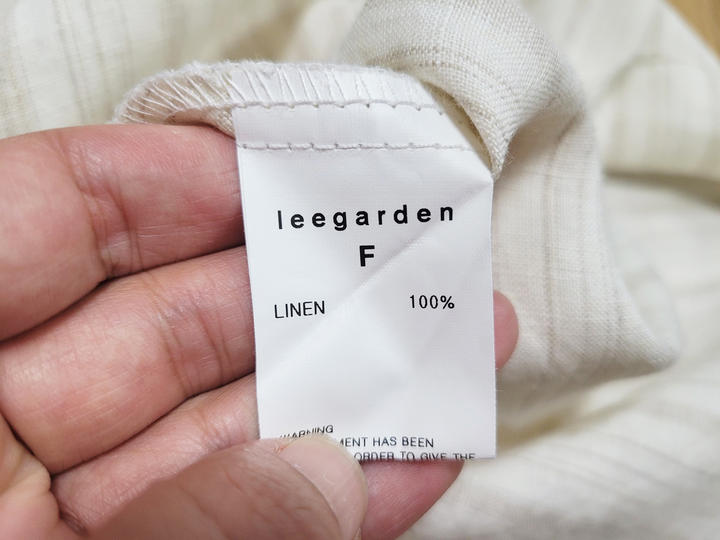 leegarden
F
LINEN 100%
WARNING
MENT HAS BEEN
ORDER TO GIVE THE